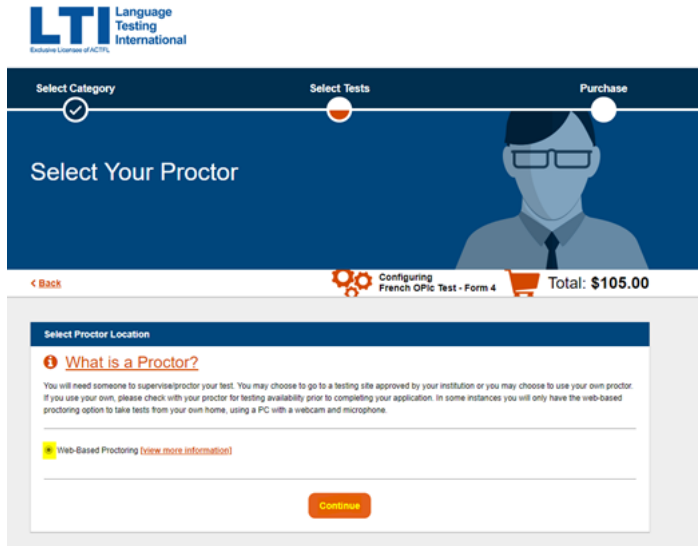 LTI Language
Testing
International
Exclusive Licensee of ACTFL
Select Category Select Tests Purchase
Select Your Proctor
< Back Configuring
French OPIc Test - Form 4 Total: $105.00
Select Proctor Location
What is a Proctor?
You will need someone to supervise/proctor your test. You may choose to go to a testing site approved by your institution or you may choose to use your own proctor.
If you use your own, please check with your proctor for testing availability prior to completing your application. In some instances you will only have the web-based
proctoring option to take tests from your own home, using a PC with a webcam and microphone.
Web-Based Proctoring [view more information]
Continue